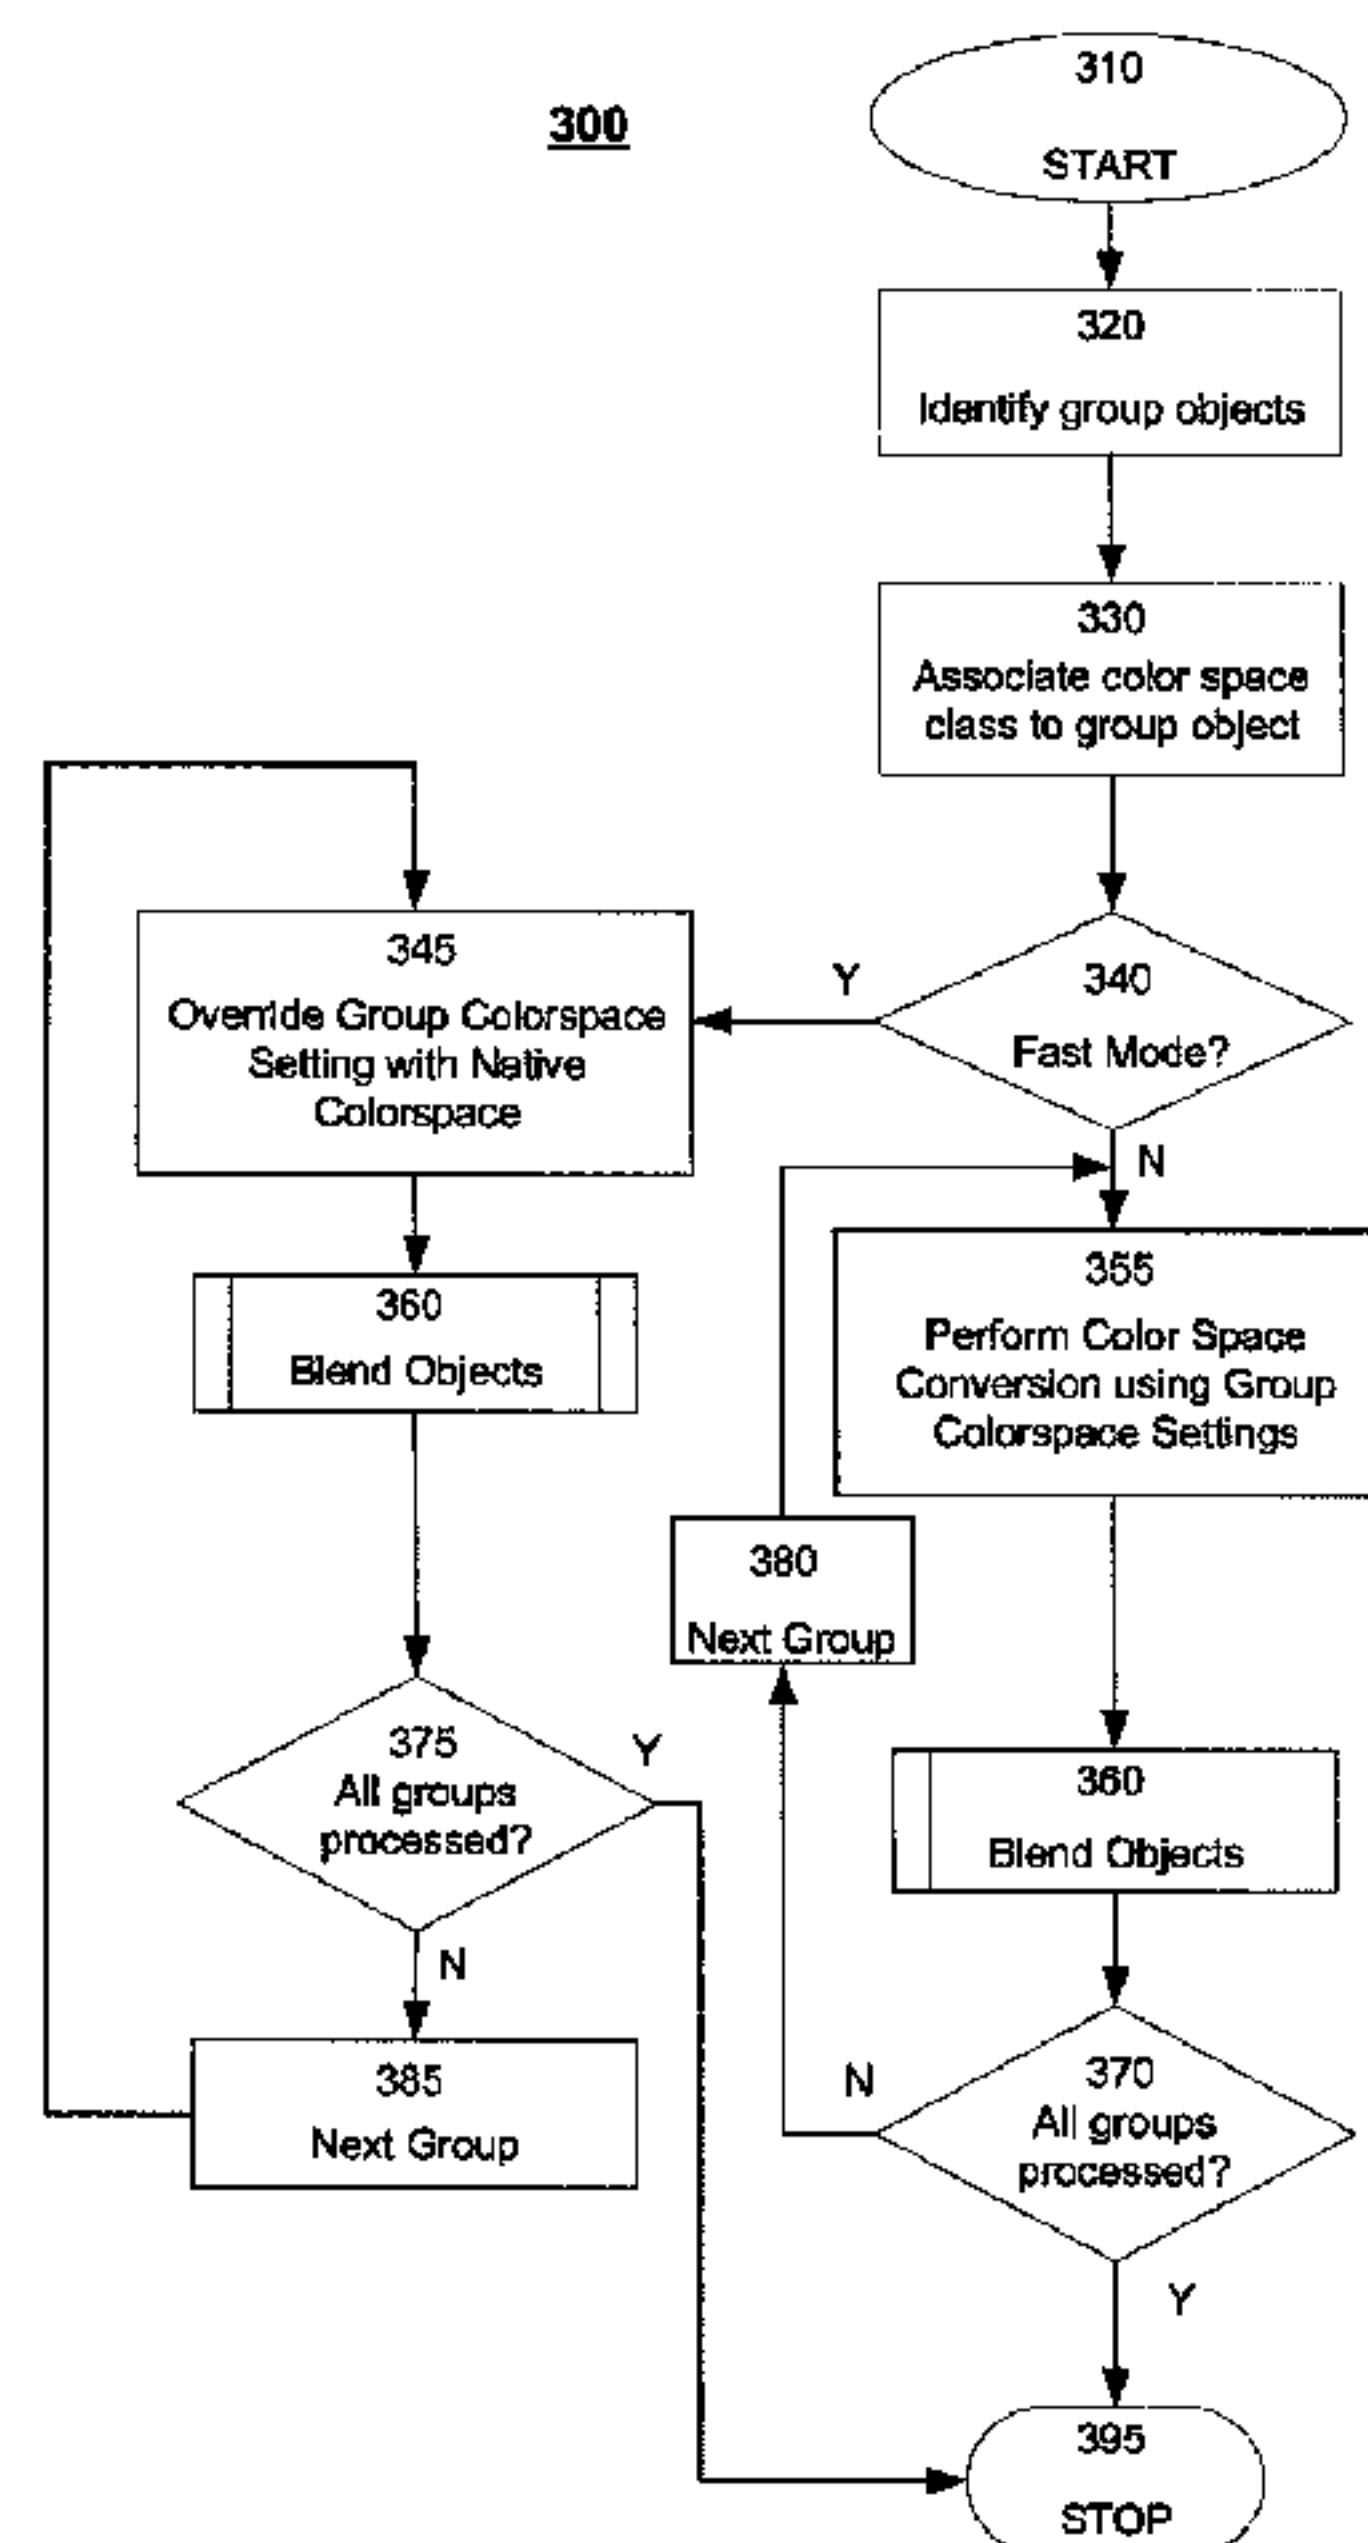 300
310
START
320
Identify group objects
330
Associate color space
class to group object
340
Fast Mode?
Y
N
345
Override Group Colorspace
Setting with Native
Colorspace
360
Blend Objects
375
All groups
processed?
Y
N
385
Next Group
355
Perform Color Space
Conversion using Group
Colorspace Settings
380
Next Group
360
Blend Objects
370
All groups
processed?
N
Y
395
STOP